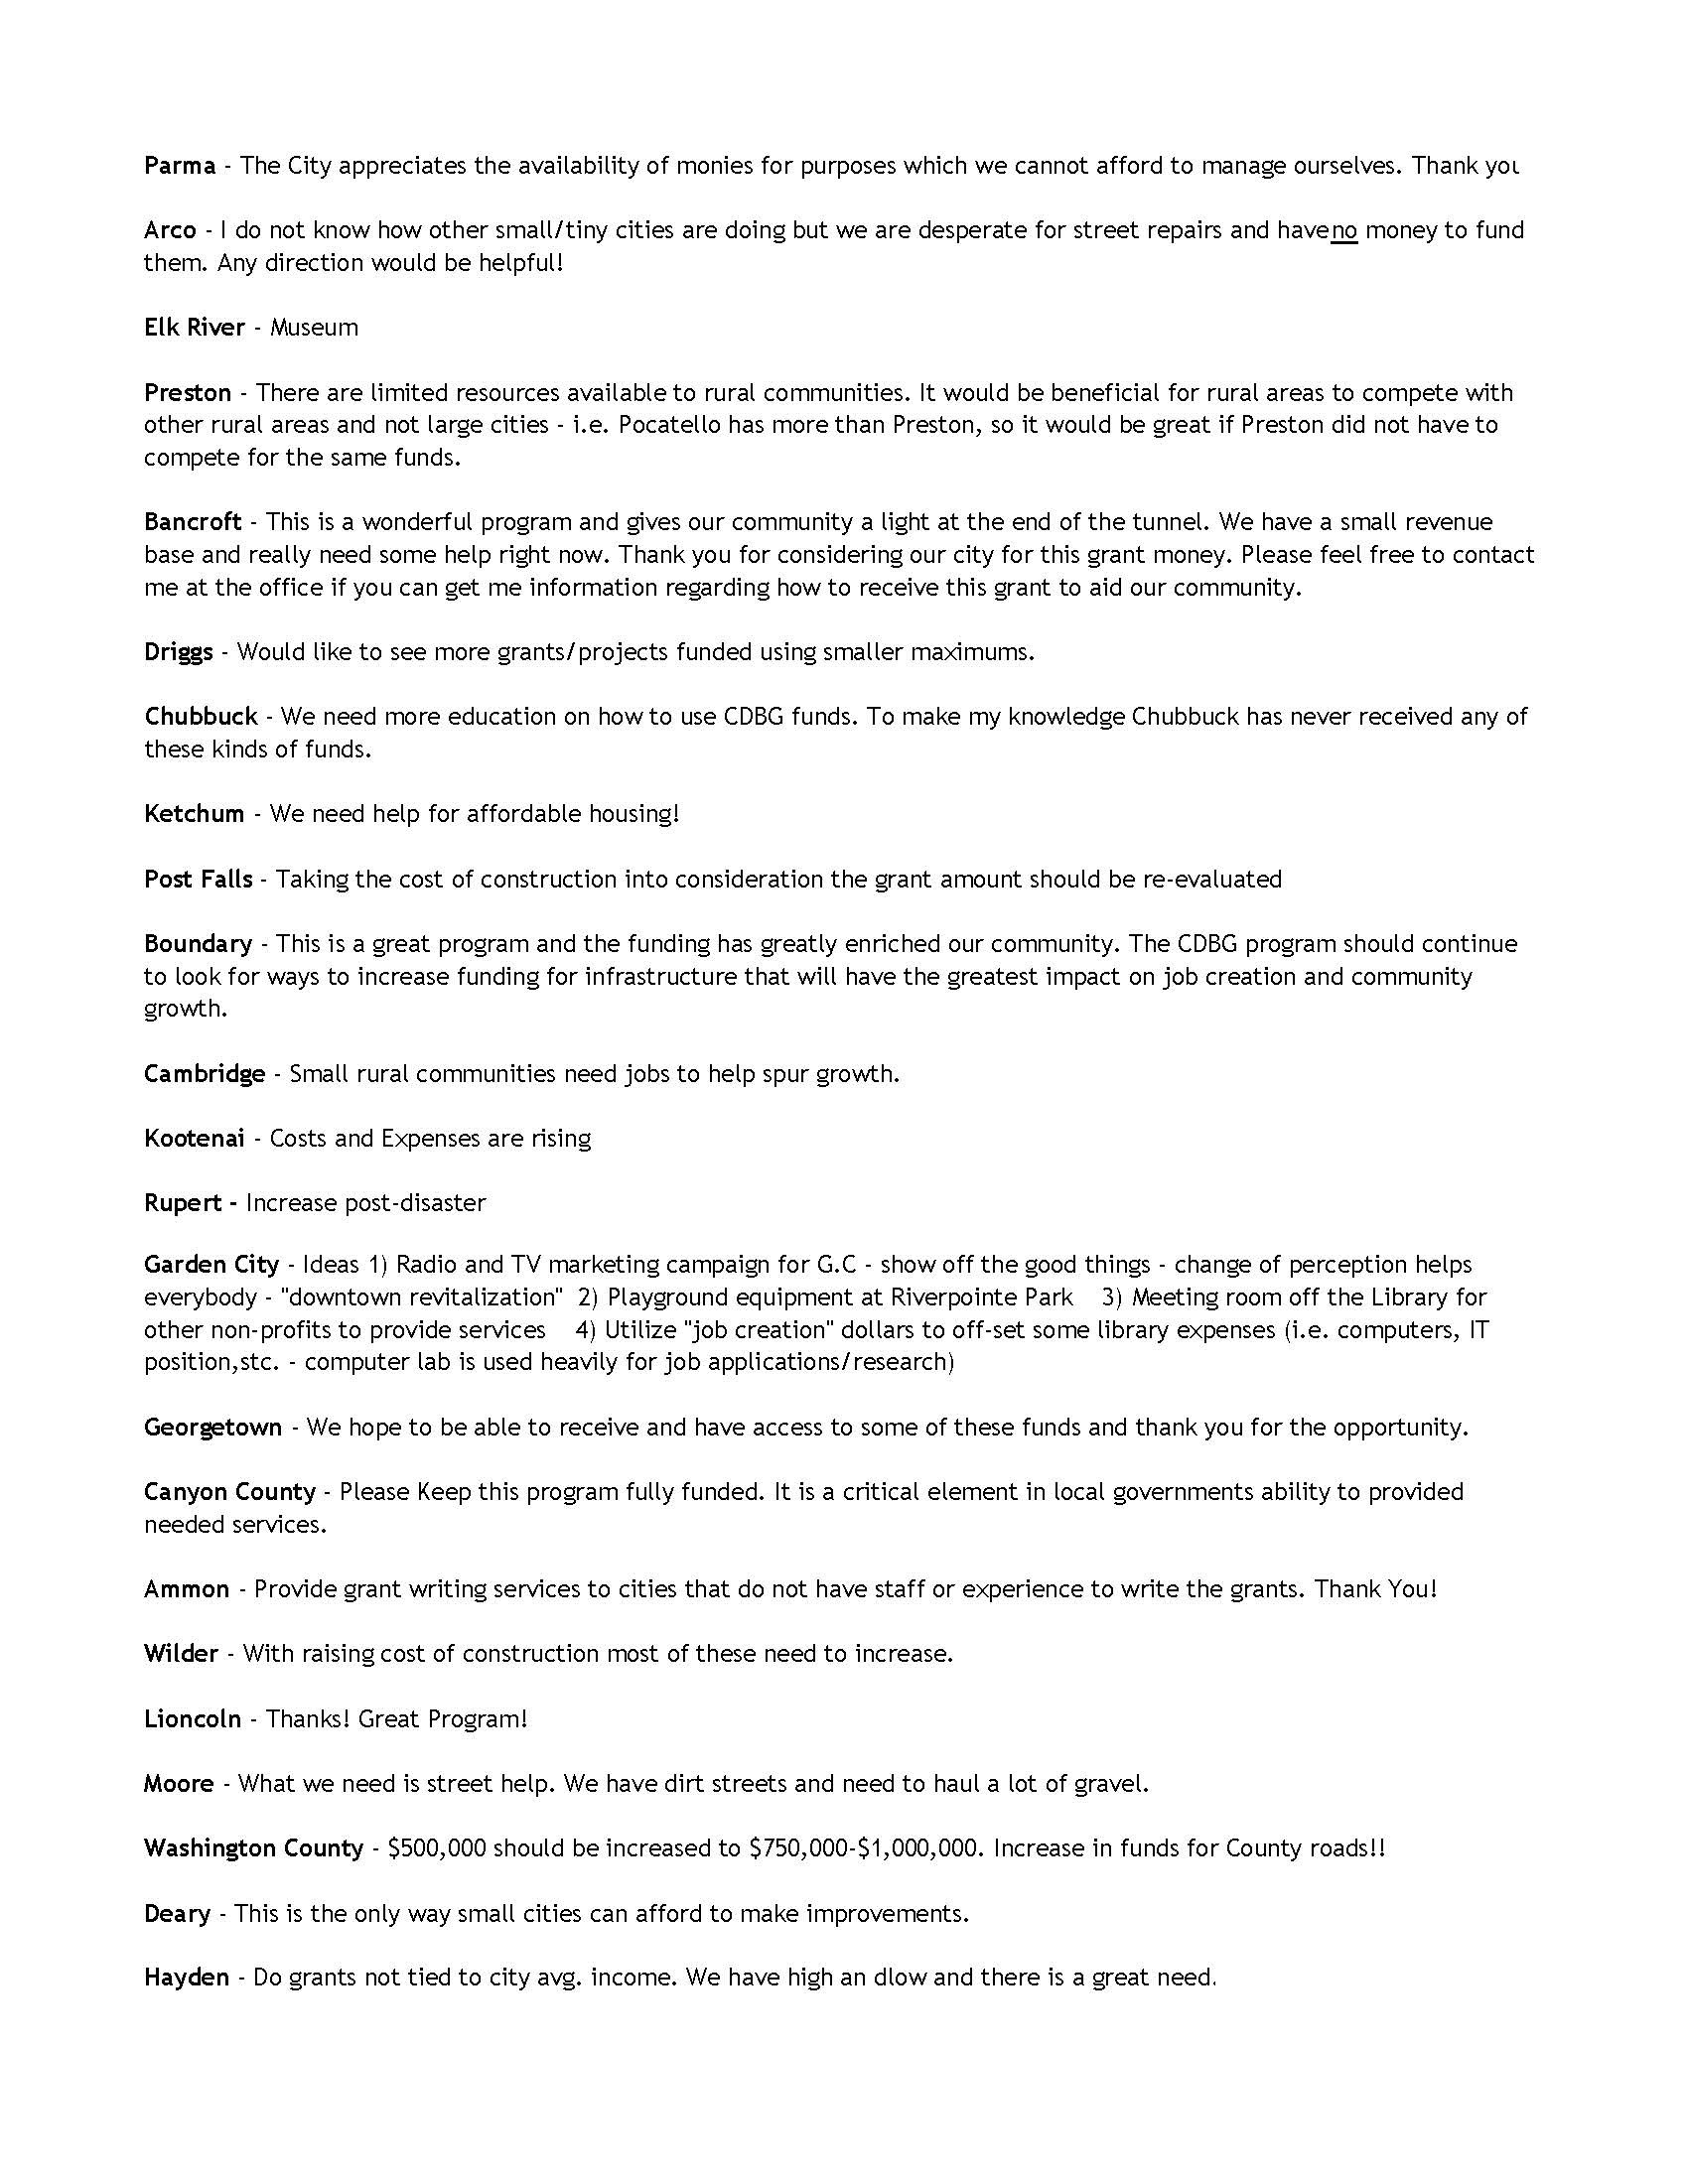 Parma - The City appreciates the availability of monies for purposes which we cannot afford to manage ourselves. Thank you
Arco - I do not know how other small/tiny cities are doing but we are desperate for street repairs and have no money to fund
them. Any direction would be helpful!
Elk River - Museum
Preston - There are limited resources available to rural communities. It would be beneficial for rural areas to compete with
other rural areas and not large cities - i.e. Pocatello has more than Preston, so it would be great if Preston did not have to
compete for the same funds.
Bancroft - This is a wonderful program and gives our community a light at the end of the tunnel. We have a small revenue
base and really need some help right now. Thank you for considering our city for this grant money. Please feel free to contact
me at the office if you can get me information regarding how to receive this grant to aid our community.
Driggs - Would like to see more grants/projects funded using smaller maximums.
Chubbuck - We need more education on how to use CDBG funds. To make my knowledge Chubbuck has never received any of
these kinds of funds.
Ketchum - We need help for affordable housing!
Post Falls - Taking the cost of construction into consideration the grant amount should be re-evaluated
Boundary - This is a great program and the funding has greatly enriched our community. The CDBG program should continue
to look for ways to increase funding for infrastructure that will have the greatest impact on job creation and community
growth.
Cambridge - Small rural communities need jobs to help spur growth.
Kootenai - Costs and Expenses are rising
Rupert - Increase post-disaster
Garden City - Ideas 1) Radio and TV marketing campaign for G.C - show off the good things - change of perception helps
everybody - "downtown revitalization" 2) Playground equipment at Riverpointe Park 3) Meeting room off the Library for
other non-profits to provide services 4) Utilize "job creation" dollars to off-set some library expenses (i.e. computers, IT
position,stc. - computer lab is used heavily for job applications/research)
Georgetown - We hope to be able to receive and have access to some of these funds and thank you for the opportunity.
Canyon County - Please Keep this program fully funded. It is a critical element in local governments ability to provided
needed services.
Ammon - Provide grant writing services to cities that do not have staff or experience to write the grants. Thank You!
Wilder - With raising cost of construction most of these need to increase.
Lioncoln - Thanks! Great Program!
Moore - What we need is street help. We have dirt streets and need to haul a lot of gravel.
Washington County - $500,000 should be increased to $750,000-$1,000,000. Increase in funds for County roads!!
Deary - This is the only way small cities can afford to make improvements.
Hayden - Do grants not tied to city avg. income. We have high an dlow and there is a great need.